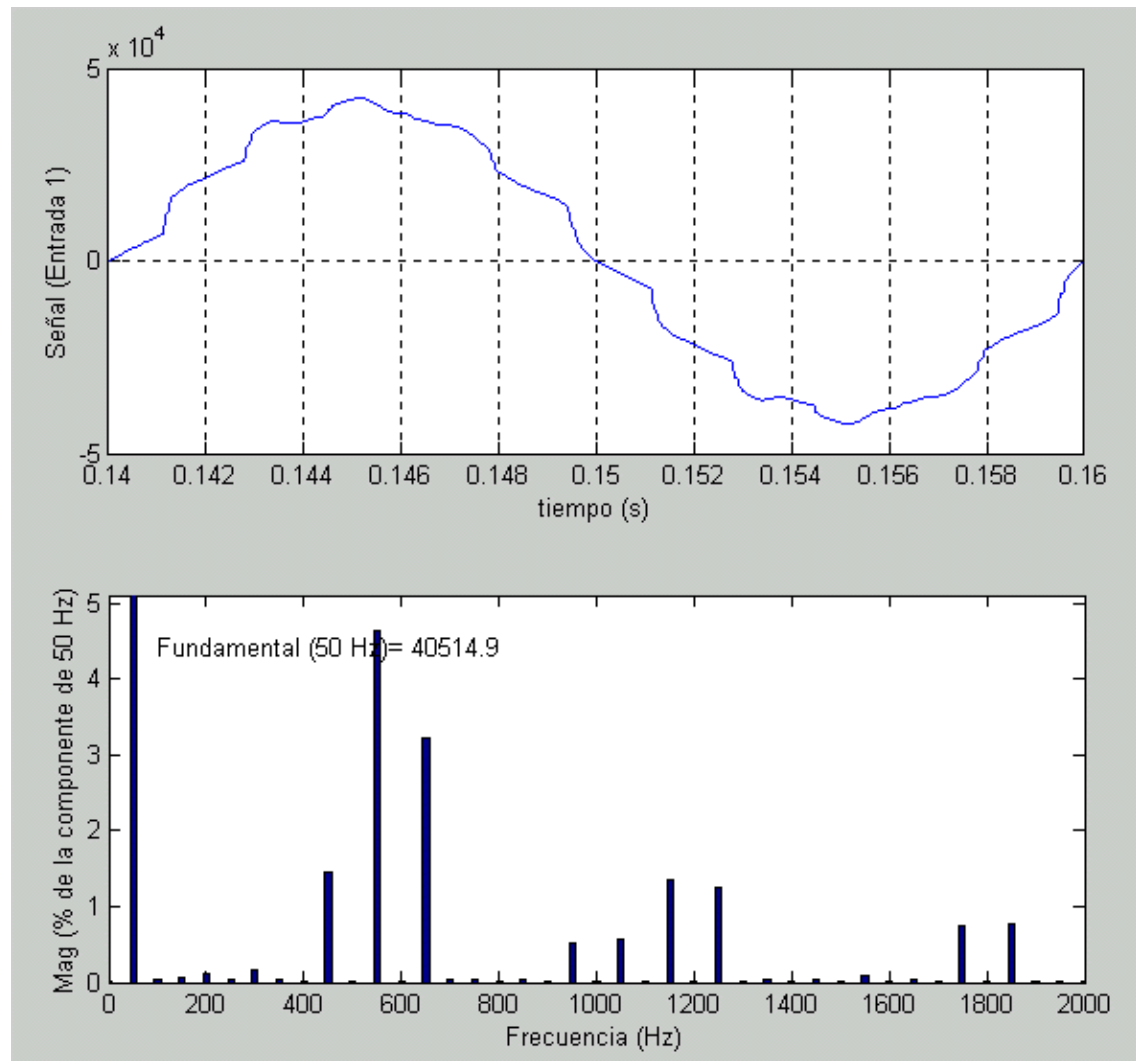 x 10^4
5
0
-5
Señal (Entrada 1)
0.14 0.142 0.144 0.146 0.148 0.15 0.152 0.154 0.156 0.158 0.16
tiempo (s)
5
4
3
2
1
0
Mag (% de la componente de 50 Hz)
Fundamental (50 Hz)= 40514.9
0 200 400 600 800 1000 1200 1400 1600 1800 2000
Frecuencia (Hz)